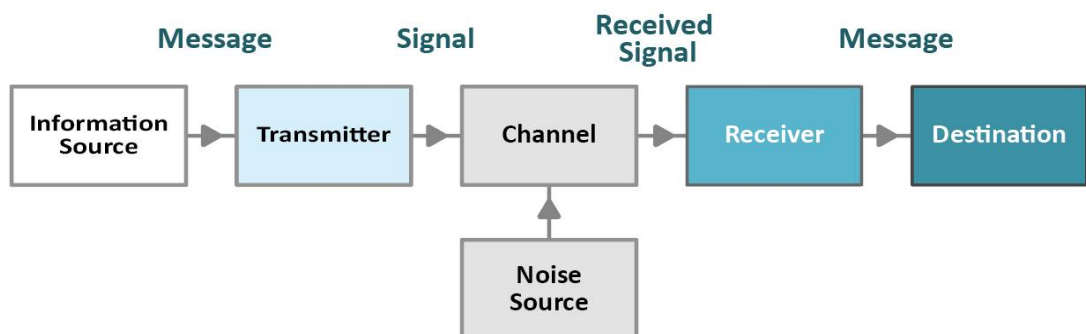 Message
Signal
Received
Signal
Message
Information
Source
Transmitter
Channel
Receiver
Destination
Noise
Source